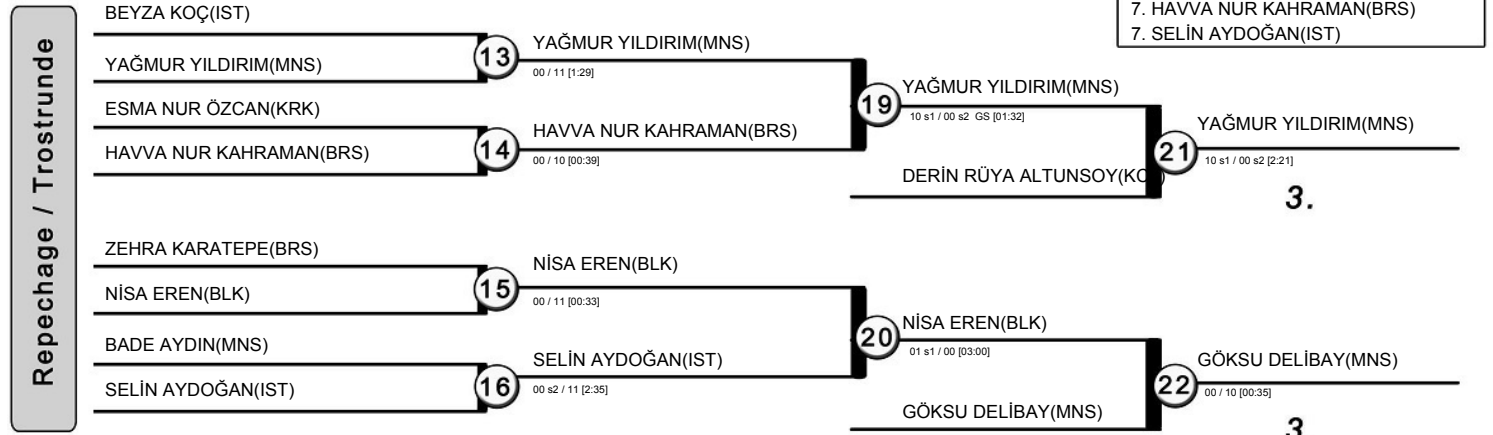 Repechage / Trostrunde
BEYZA KOÇ(IST)
YAĞMUR YILDIRIM(MNS)
ESMA NUR ÖZCAN(KRK)
HAVVA NUR KAHRAMAN(BRS)
ZEHRA KARATEPE(BRS)
NİSA EREN(BLK)
BADE AYDIN(MNS)
SELİN AYDOĞAN(IST)
13
YAĞMUR YILDIRIM(MNS)
00 / 11 [1:29]
14
HAVVA NUR KAHRAMAN(BRS)
00 / 10 [00:39]
15
NİSA EREN(BLK)
00 / 11 [00:33]
16
SELİN AYDOĞAN(IST)
00 s2 / 11 [2:35]
19
YAĞMUR YILDIRIM(MNS)
10 s1 / 00 s2 GS [01:32]
DERİN RÜYA
20
NİSA EREN(BLK)
01 s1 / 00 [03:00]
GÖKSU DELİBAY(MNS)
7. HAVVA NUR KAHRAMAN(BRS)
7. SELİN AYDOĞAN(IST)
21
YAĞMUR YILDIRIM(MNS)
10 s1 / 00 s2 [2:21]
3.
22
GÖKSU DELİBAY(MNS)
00 / 10 [00:35]
3